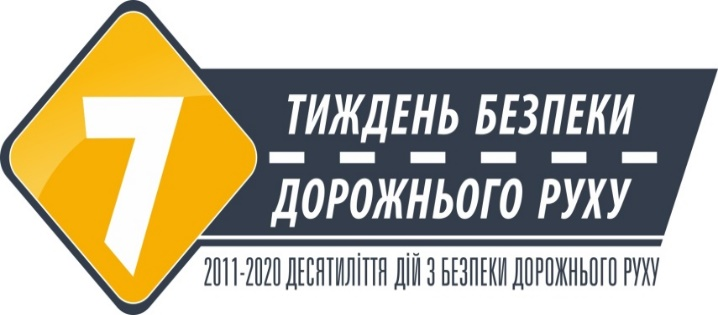 7
ТИЖДЕНЬ БЕЗПЕКИ
ДОРОЖНЬОГО РУХУ
2011-2020 ДЕСЯТИЛІТТЯ ДІЙ З БЕЗПЕКИ ДОРОЖНЬОГО РУХУ